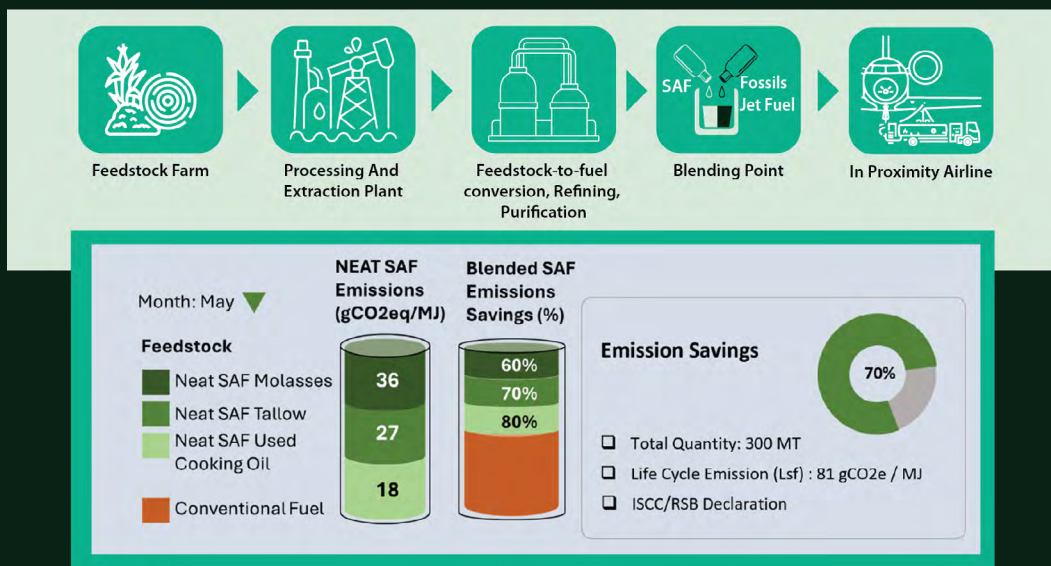 SAF
Fossils
Jet Fuel
Feedstock Farm
Processing And
Extraction Plant
Feedstock-to-fuel
conversion, Refining,
Purification
Blending Point
In Proximity Airline
Month: May
Feedstock
Neat SAF Molasses
Neat SAF Tallow
Neat SAF Used
Cooking Oil
Conventional Fuel
NEAT SAF
Emissions
(gCO2eq/MJ)
36
27
18
Blended SAF
Emissions
Savings (%)
60%
70%
80%
Emission Savings
70%
Total Quantity: 300 MT
Life Cycle Emission (Lsf) : 81 gCO2e / MJ
ISCC/RSB Declaration